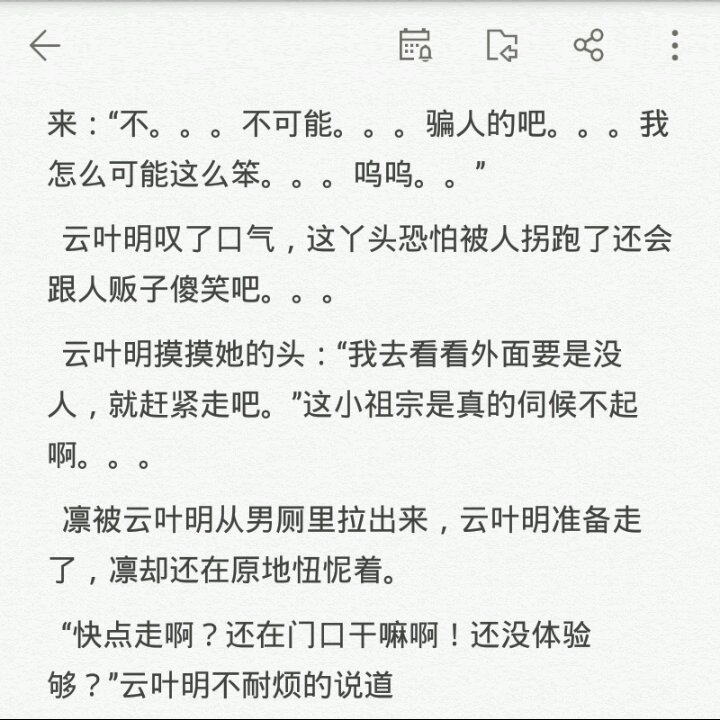 来：“不。。。不可能。。。骗人的吧。。。我
怎么可能这么笨。。。呜呜。。”
云叶明叹了口气，这丫头恐怕被人拐跑了还会
跟人贩子傻笑吧。。。
云叶明摸摸她的头：“我去看看外面要是没
人，就赶紧走吧。”这小祖宗是真的伺候不起
啊。。。
凛被云叶明从男厕里拉出来，云叶明准备走
了，凛却还在原地忸怩着。
“快点走啊？还在门口干嘛啊！还没体验
够？”云叶明不耐烦的说道